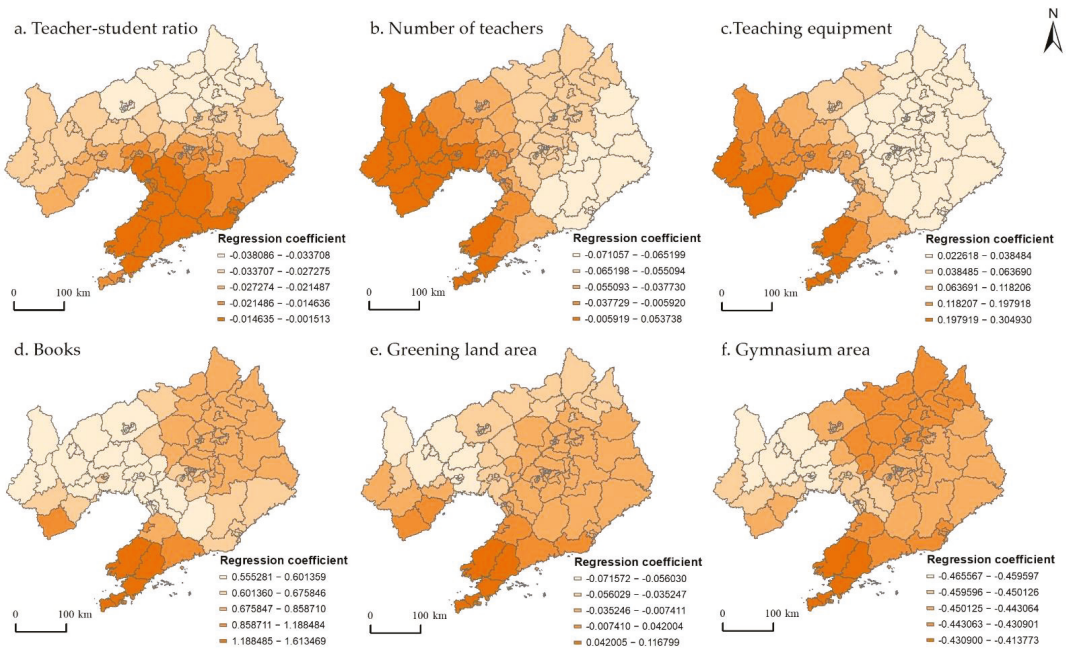 N
a. Teacher-student ratio
Regression coefficient
-0.038086 – -0.033708
-0.033707 – -0.027275
-0.027274 – -0.021487
-0.021486 – -0.014636
-0.014635 – -0.001513
0 100 km
b. Number of teachers
Regression coefficient
-0.071057 – -0.065199
-0.065198 – -0.055094
-0.055093 – -0.037730
-0.037729 – -0.005920
-0.005919 – 0.053738
0 100 km
c.Teaching equipment
Regression coefficient
0.022618 – 0.038484
0.038485 – 0.063690
0.063691 – 0.118206
0.118207 – 0.197918
0.197919 – 0.304930
0 100 km
d. Books
Regression coefficient
0.555281 – 0.601359
0.601360 – 0.675846
0.675847 – 0.858710
0.858711 – 1.188484
1.188485 – 1.613469
0 100 km
e. Greening land area
Regression coefficient
-0.071572 – -0.056030
-0.056029 – -0.035247
-0.035246 – -0.007411
-0.007410 – 0.042004
0.042005 – 0.116799
0 100 km
f. Gymnasium area
Regression coefficient
-0.465567 – -0.459597
-0.459596 – -0.450126
-0.450125 – -0.443064
-0.443063 – -0.430901
-0.430900 – -0.413773
0 100 km